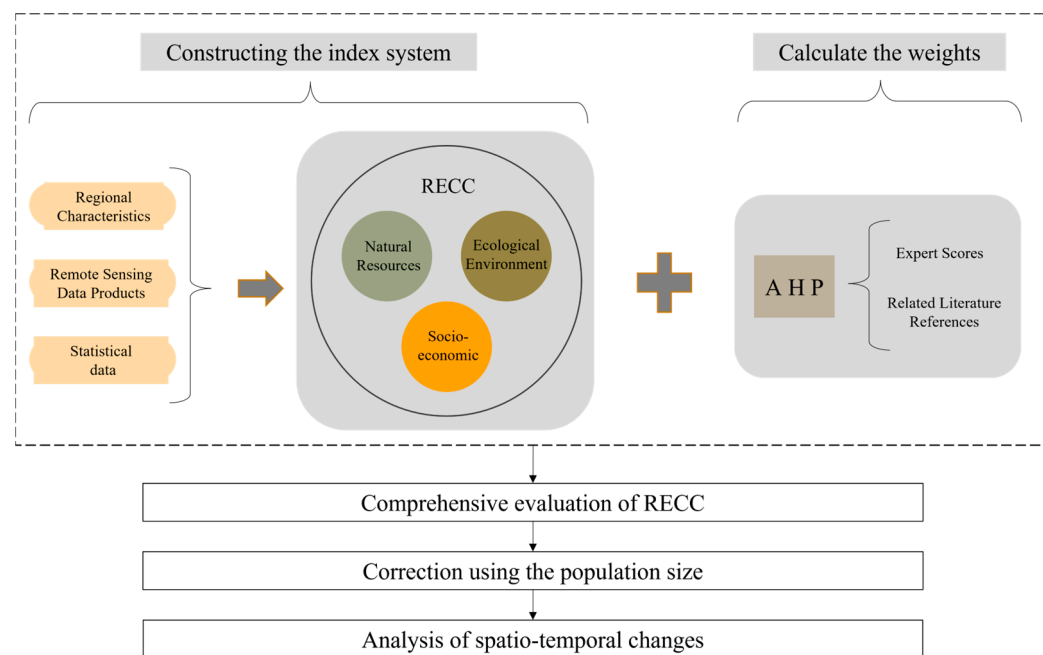 Constructing the index system
Calculate the weights
Regional
Characteristics
Remote Sensing
Data Products
Statistical
data
RECC
Natural
Resources
Ecological
Environment
Socio-
economic
A H P
Expert Scores
Related Literature
References
Comprehensive evaluation of RECC
Correction using the population size
Analysis of spatio-temporal changes